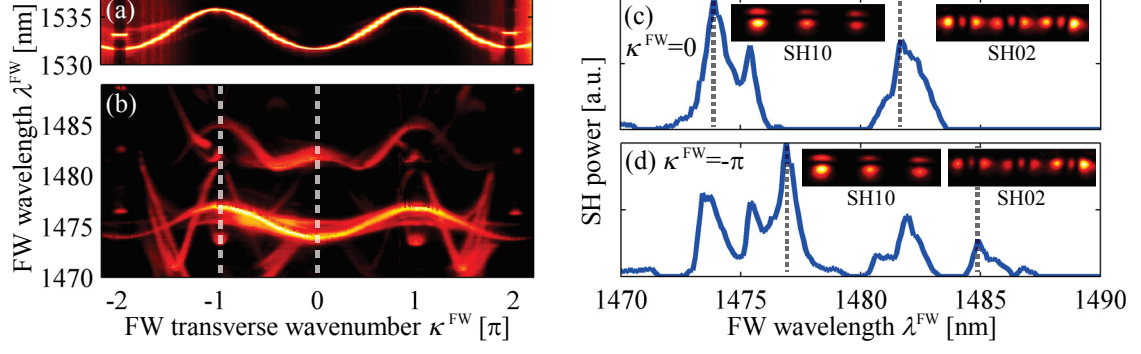 (a)
1535
1530
[nm]
FW wavelength λ^FW
(b)
1485
1480
1475
1470
-2 -1 0 1 2
FW transverse wavenumber κ^FW [π]
(c)
κ^FW=0
SH10
SH02
(d) κ^FW=-π
SH10
SH02
SH power [a.u.]
1470 1475 1480 1485 1490
FW wavelength λ^FW [nm]